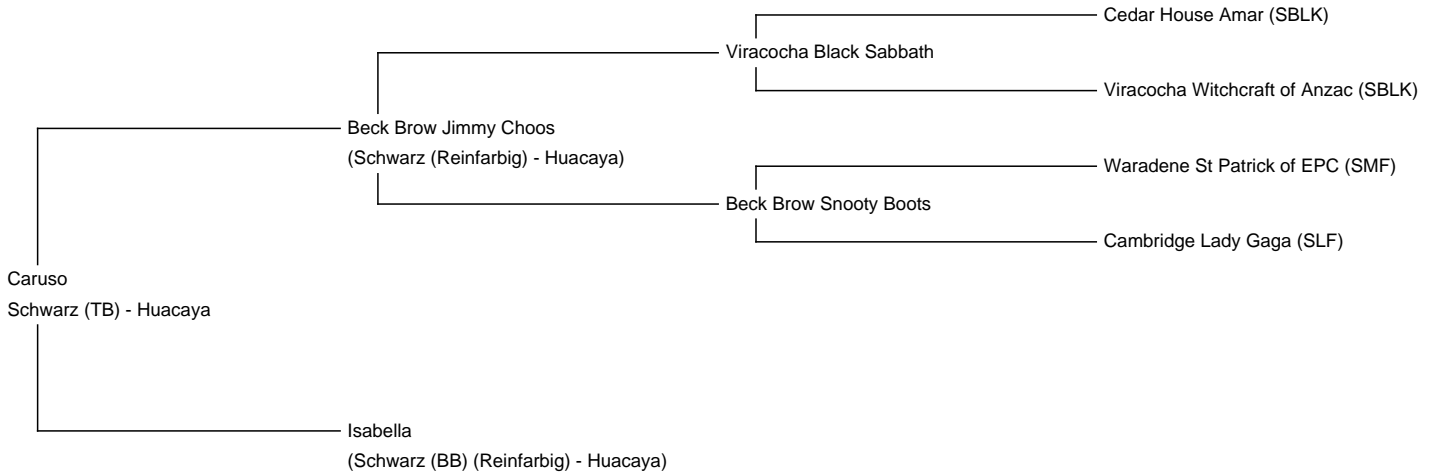 Cedar House Amar (SBLK)
Viracocha Black Sabbath
Viracocha Witchcraft of Anzac (SBLK)
Beck Brow Jimmy Choos
(Schwarz (Reinfarbig) - Huacaya)
Waradene St Patrick of EPC (SMF)
Beck Brow Snooty Boots
Cambridge Lady Gaga (SLF)
Caruso
Schwarz (TB) - Huacaya
Isabella
(Schwarz (BB) (Reinfarbig) - Huacaya)